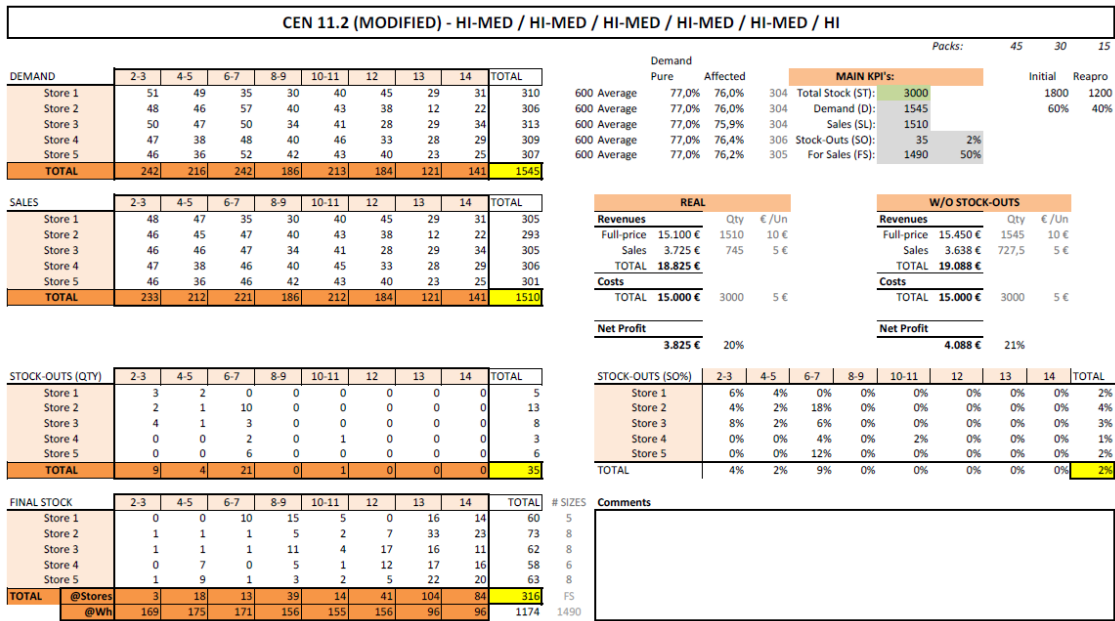 CEN 11.2 (MODIFIED) - HI-MED / HI-MED / HI-MED / HI-MED / HI-MED / HI
Packs: 45 30 15
Demand
DEMAND 2-3 4-5 6-7 8-9 10-11 12 13 14 TOTAL Pure Affected MAIN KPI's: Initial Reapro
Store 1 51 49 35 30 40 45 29 31 310 600 Average 77,0% 76,0% 304 Total Stock (ST): 3000 1800 1200
Store 2 48 46 57 40 43 38 12 22 306 600 Average 77,0% 76,0% 304 Demand (D): 1545 60% 40%
Store 3 50 47 50 34 41 28 29 34 313 600 Average 77,0% 75,9% 304 Sales (SL): 1510
Store 4 47 38 48 40 46 33 28 29 309 600 Average 77,0% 76,4% 306 Stock-Outs (SO): 35 2%
Store 5 46 36 52 42 43 40 23 25 307 600 Average 77,0% 76,2% 305 For Sales (FS): 1490 50%
TOTAL 242 216 242 186 213 184 121 141 1545
SALES 2-3 4-5 6-7 8-9 10-11 12 13 14 TOTAL REAL W/O STOCK-OUTS
Store 1 48 47 35 30 40 45 29 31 305 Revenues Qty €/Un Revenues Qty €/Un
Store 2 46 45 47 40 43 38 12 22 293 Full-price 15.100 € 1510 10 € Full-price 15.450 € 1545 10 €
Store 3 46 46 47 34 41 28 29 34 305 Sales 3.725 € 745 5 € Sales 3.638 € 727,5 5 €
Store 4 47 38 46 40 45 33 28 29 306 TOTAL 18.825 € TOTAL 19.088 €
Store 5 46 36 46 42 43 40 23 25 301 Costs Costs
TOTAL 233 212 221 186 212 184 121 141 1510 TOTAL 15.000 € 3000 5 € TOTAL 15.000 € 3000 5 €
Net Profit Net Profit
3.825 € 20% 4.088 € 21%
STOCK-OUTS (QTY) 2-3 4-5 6-7 8-9 10-11 12 13 14 TOTAL STOCK-OUTS (SO%) 2-3 4-5 6-7 8-9 10-11 12 13 14 TOTAL
Store 1 3 2 0 0 0 0 0 0 5 Store 1 6% 4% 0% 0% 0% 0% 0% 0% 2%
Store 2 2 1 10 0 0 0 0 0 13 Store 2 4% 2% 18% 0% 0% 0% 0% 0% 4%
Store 3 4 1 3 0 0 0 0 0 8 Store 3 8% 2% 6% 0% 0% 0% 0% 0% 3%
Store 4 0 0 2 0 1 0 0 0 3 Store 4 0% 0% 4% 0% 2% 0% 0% 0% 1%
Store 5 0 0 6 0 0 0 0 0 6 Store 5 0% 0% 12% 0% 0% 0% 0% 0% 2%
TOTAL 9 4 21 0 1 0 0 0 35 TOTAL 4% 2% 9% 0% 0% 0% 0% 0% 2%
FINAL STOCK 2-3 4-5 6-7 8-9 10-11 12 13 14 TOTAL # SIZES Comments
Store 1 0 0 10 15 5 0 16 14 60 5
Store 2 1 1 1 5 2 7 33 23 73 8
Store 3 1 1 1 11 4 17 16 11 62 8
Store 4 0 7 0 5 1 12 17 16 58 6
Store 5 1 9 1 3 2 5 22 20 63 8
TOTAL @Stores 3 18 13 39 14 41 104 84 316 FS
@Wh 169 175 171 156 155 156 96 96 1174 1490